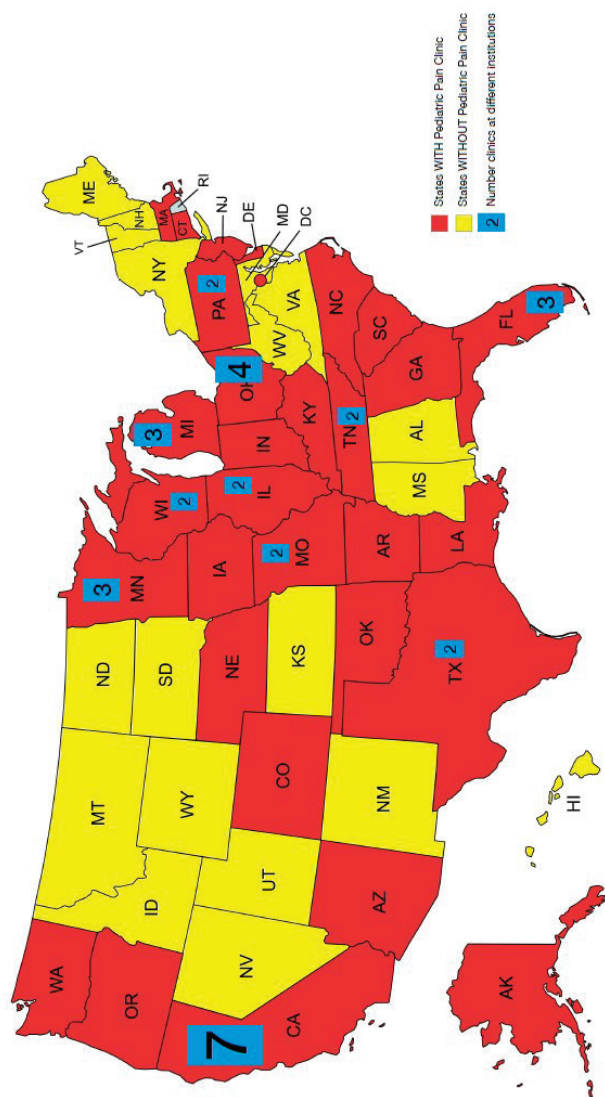 WA
OR
7
CA
NV
ID
MT
WY
UT
AZ
CO
NM
ND
SD
NE
KS
OK
TX
2
MN
3
IA
MO
2
AR
LA
WI
2
IL
2
MI
3
IN
OH
4
KY
TN
2
MS
AL
GA
FL
3
SC
NC
VA
WV
PA
2
NY
VT
NH
ME
MA
CT
RI
NJ
DE
MD
DC
AK
HI
States WITH Pediatric Pain Clinic
States WITHOUT Pediatric Pain Clinic
2 Number clinics at different institutions